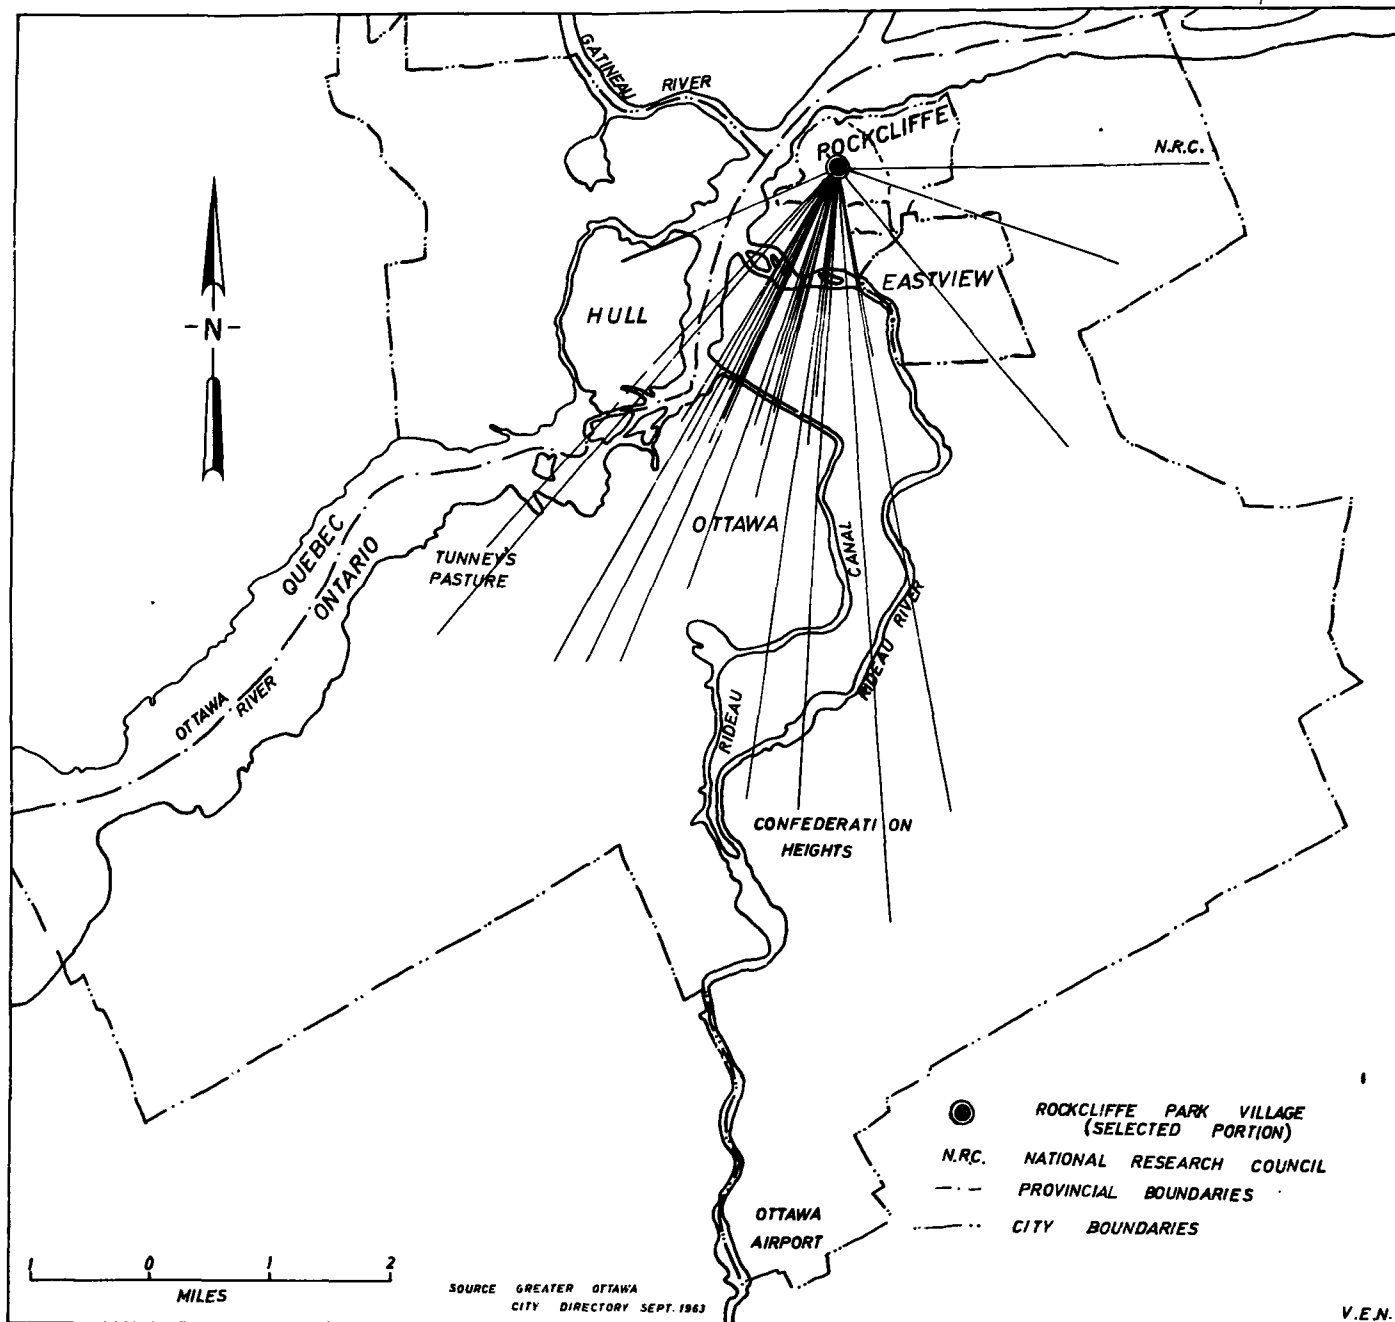 GATINEAU
RIVER
ROCKCLIFFE
N.R.C.
-N-
HULL
EASTVIEW
OTTAWA
CANAL
TUNNEY'S
PASTURE
QUEBEC
ONTARIO
OTTAWA
RIVER
RIDEAU RIVER
RIDEAU
CONFEDERATION
HEIGHTS
ROCKCLIFFE PARK VILLAGE
(SELECTED PORTION)
N.R.C. NATIONAL RESEARCH COUNCIL
PROVINCIAL BOUNDARIES
CITY BOUNDARIES
OTTAWA
AIRPORT
1 0 1 2
MILES
SOURCE GREATER OTTAWA
CITY DIRECTORY SEPT. 1963
V.E.N.